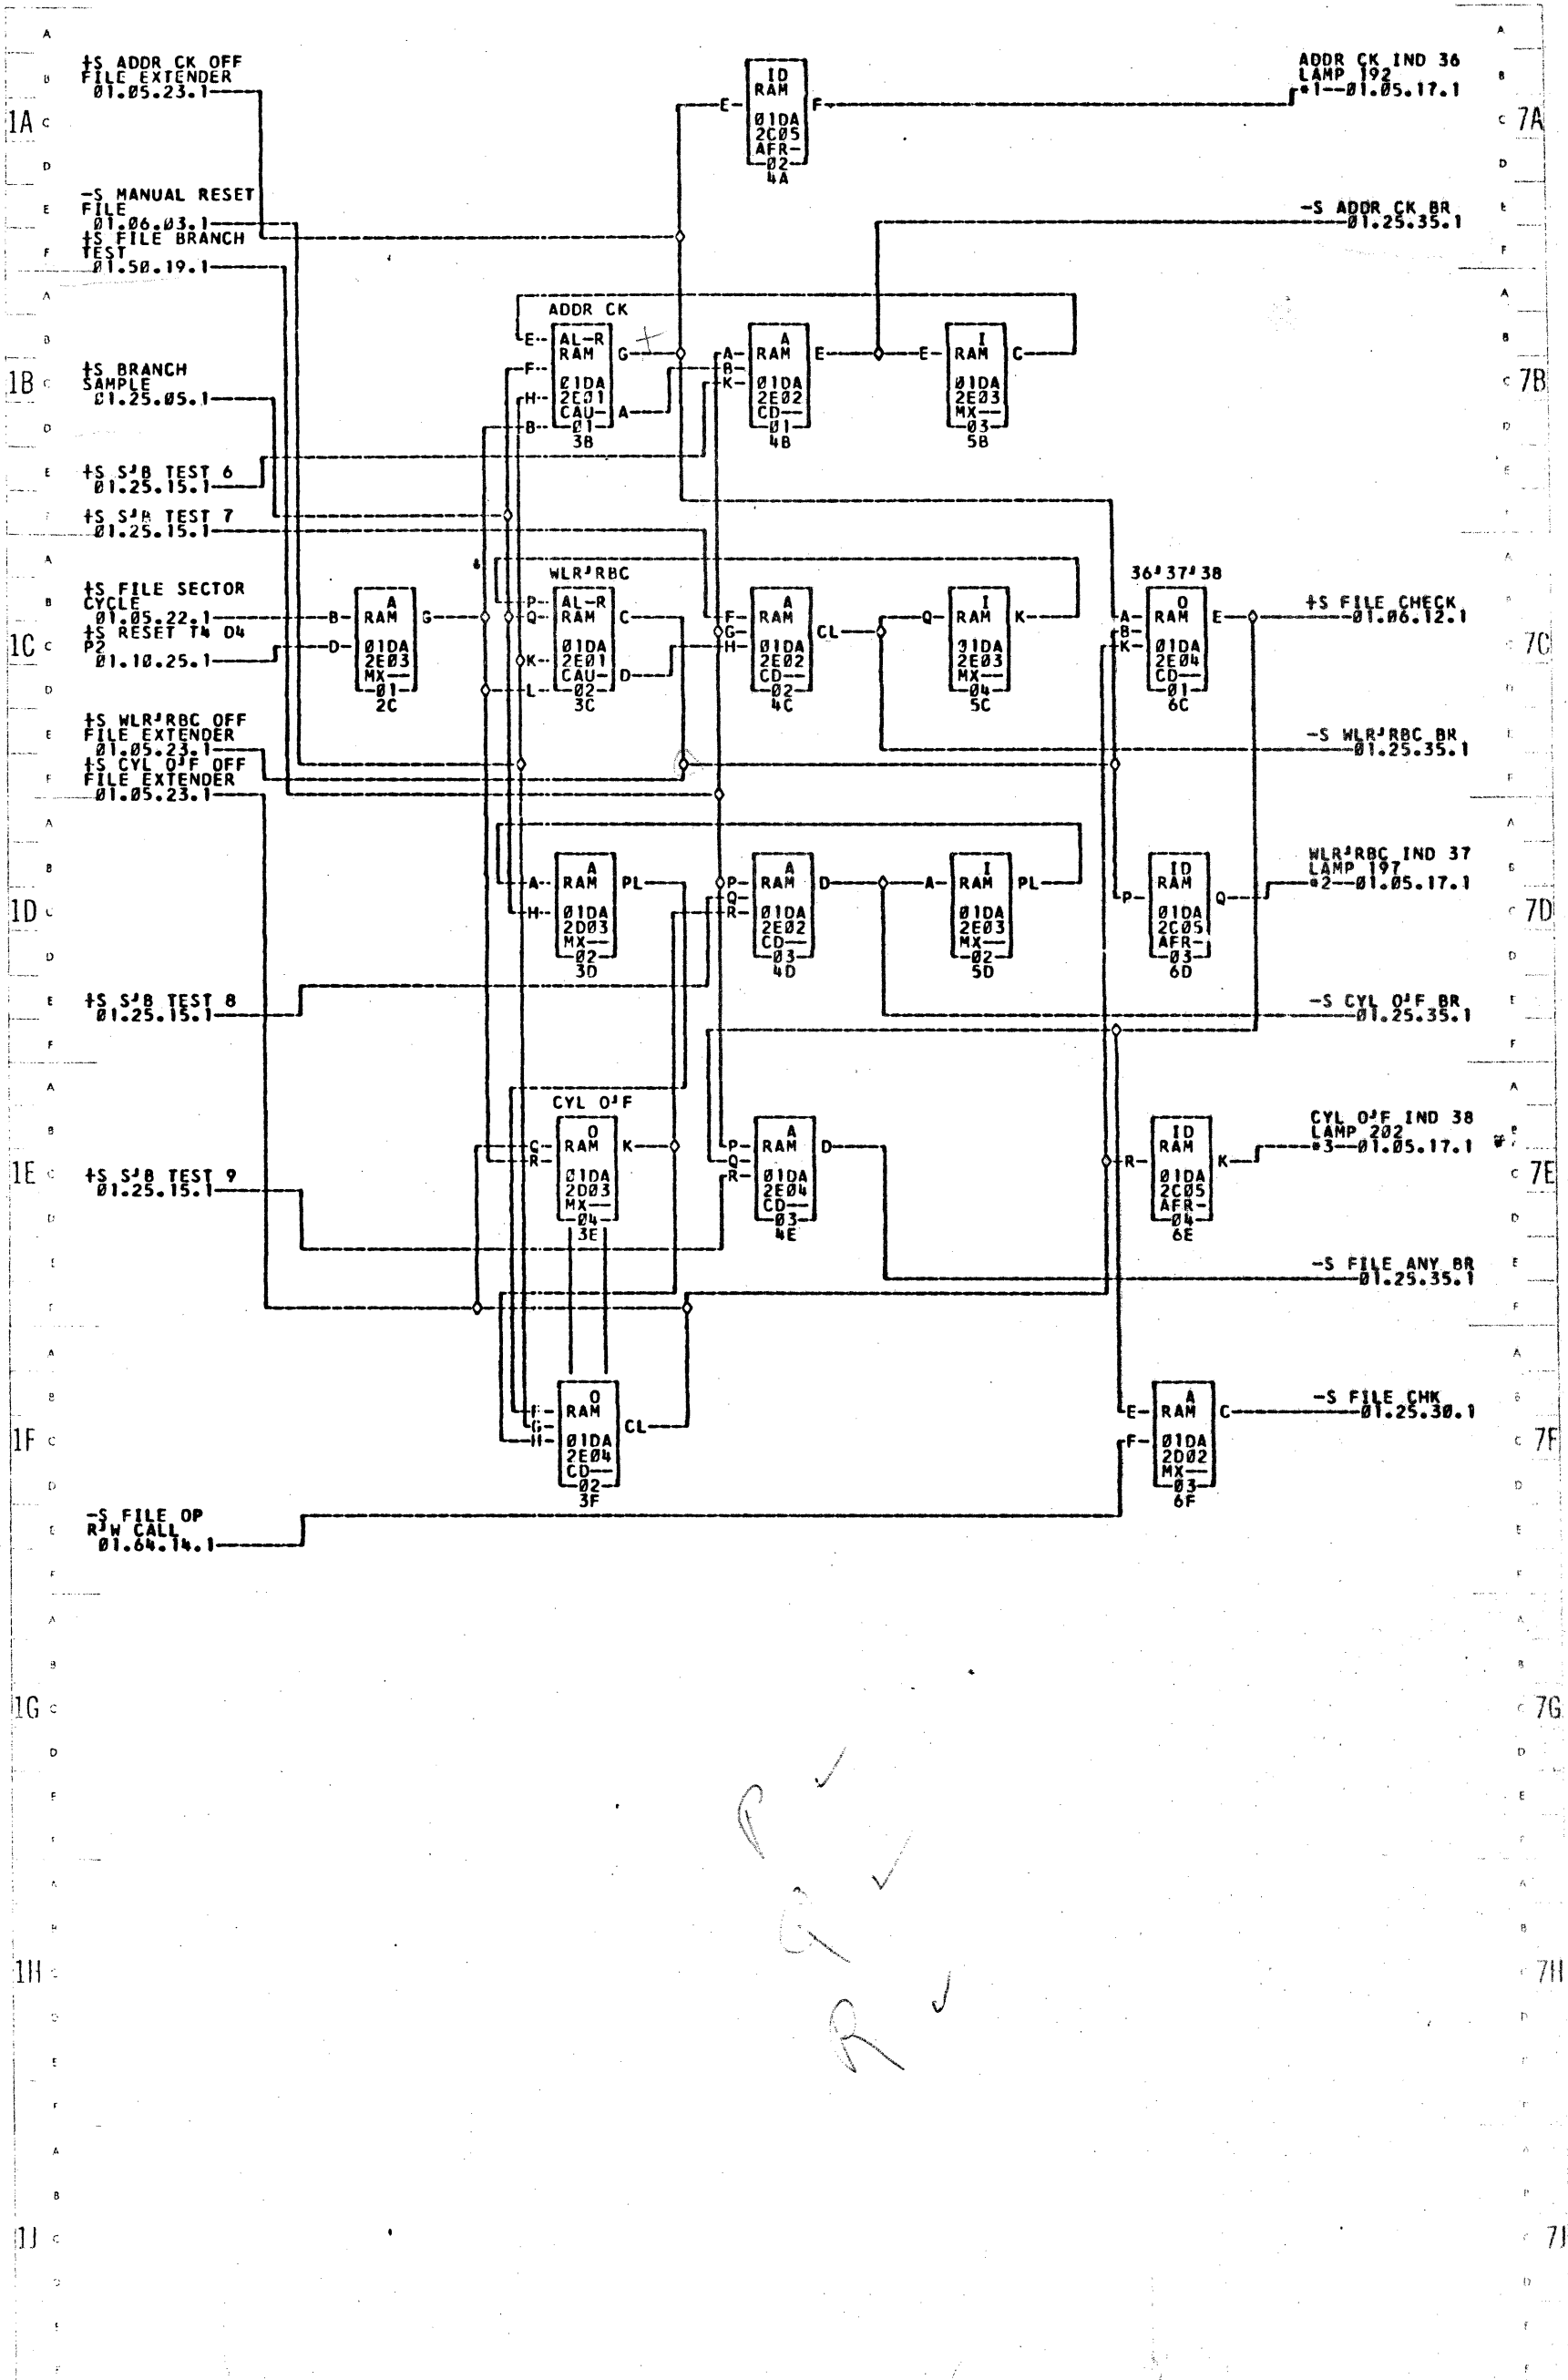 +S ADDR CK OFF
FILE EXTENDER
01.05.23.1
-S MANUAL RESET
FILE
01.06.03.1
+S FILE BRANCH
TEST
01.50.19.1
+S BRANCH
SAMPLE
01.25.05.1
+S S'B TEST 6
01.25.15.1
+S S'B TEST 7
01.25.15.1
+S FILE SECTOR
CYCLE
01.05.22.1
+S RESET T4 04
P2
01.10.25.1
+S WLR'RBC OFF
FILE EXTENDER
01.05.23.1
+S CYL O'F OFF
FILE EXTENDER
01.05.23.1
+S S'B TEST 8
01.25.15.1
+S S'B TEST 9
01.25.15.1
-S FILE OP
R'W CALL
01.64.14.1
E ID RAM F
01DA
2C05
AFR-
02
4A
ADDR CK
E F H B AL-R RAM G A
01DA
2E01
CAU-
01
3B
A B K A RAM E
01DA
2E02
CD--
01
4B
E I RAM C
01DA
2E03
MX--
03
5B
B D A RAM G
01DA
2E03
MX--
01
2C
WLR'RBC
P Q K L AL-R RAM C D
01DA
2E01
CAU-
02
3C
F G H A RAM CL
01DA
2E02
CD--
02
4C
Q I RAM K
01DA
2E03
MX--
04
5C
36'37'38
A B K O RAM E
01DA
2E04
CD--
01
6C
A H A RAM PL
01DA
2D03
MX--
02
3D
P Q R A RAM D
01DA
2E02
CD--
03
4D
A I RAM PL
01DA
2E03
MX--
02
5D
P ID RAM Q
01DA
2C05
AFR-
03
6D
CYL O'F
C R O RAM K
01DA
2D03
MX--
04
3E
P Q R A RAM D
01DA
2E04
CD--
03
4E
R ID RAM K
01DA
2C05
AFR-
04
6E
F G H O RAM CL
01DA
2E04
CD--
02
3F
E F A RAM C
01DA
2D02
MX--
03
6F
ADDR CK IND 36
LAMP 192
*1--01.05.17.1
-S ADDR CK BR
01.25.35.1
+S FILE CHECK
01.06.12.1
-S WLR'RBC BR
01.25.35.1
WLR'RBC IND 37
LAMP 197
*2--01.05.17.1
-S CYL O'F BR
01.25.35.1
CYL O'F IND 38
LAMP 202
*3--01.05.17.1
-S FILE ANY BR
01.25.35.1
-S FILE CHK
01.25.30.1
1A
1B
1C
1D
1E
1F
1G
1H
1J
7A
7B
7C
7D
7E
7F
7G
7H
7J
P ✓
Q ✓
R ✓